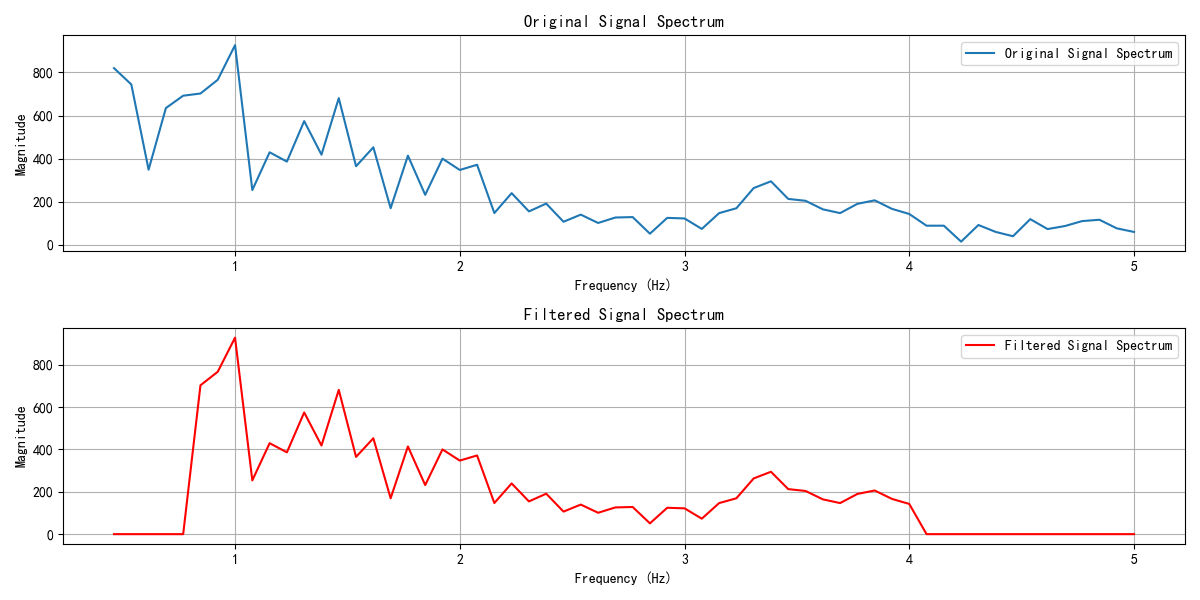 Original Signal Spectrum
Original Signal Spectrum
Magnitude
800
600
400
200
0
1 2 3 4 5
Frequency (Hz)
Filtered Signal Spectrum
Filtered Signal Spectrum
Magnitude
800
600
400
200
0
1 2 3 4 5
Frequency (Hz)